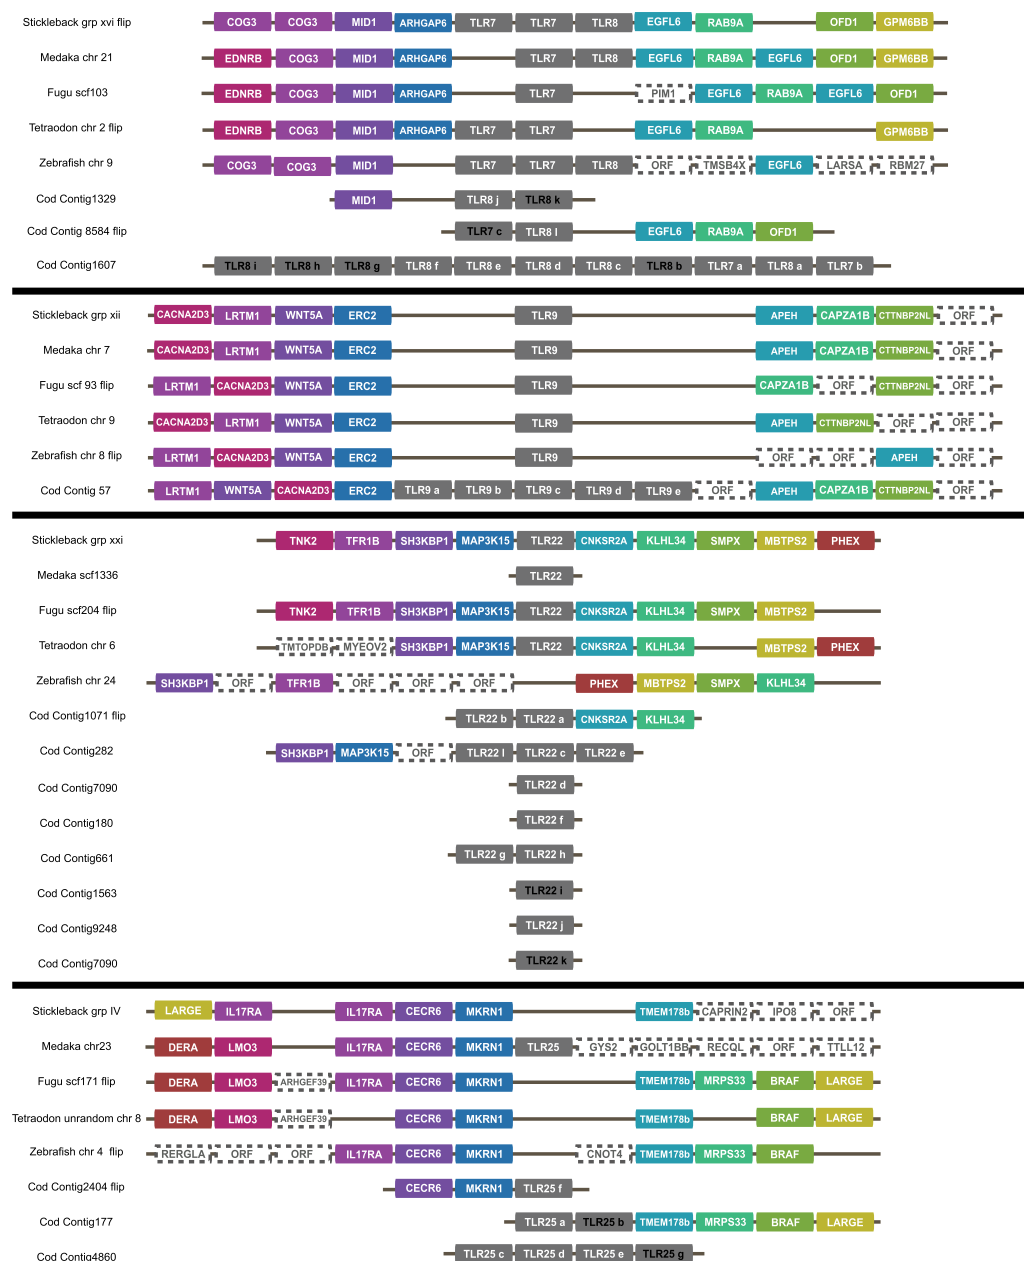 Stickleback grp xvi flip COG3 COG3 MID1 ARHGAP6 TLR7 TLR7 TLR8 EGFL6 RAB9A OFD1 GPM6BB
Medaka chr 21 EDNRB COG3 MID1 ARHGAP6 TLR7 TLR8 EGFL6 RAB9A EGFL6 OFD1 GPM6BB
Fugu scf103 EDNRB COG3 MID1 ARHGAP6 TLR7 PIM1 EGFL6 RAB9A EGFL6 OFD1
Tetraodon chr 2 flip EDNRB COG3 MID1 ARHGAP6 TLR7 TLR7 EGFL6 RAB9A GPM6BB
Zebrafish chr 9 COG3 COG3 MID1 TLR7 TLR7 TLR8 ORF TMSB4X EGFL6 LARSA RBM27
Cod Contig1329 MID1 TLR8 j TLR8 k
Cod Contig 8584 flip TLR7 c TLR8 l EGFL6 RAB9A OFD1
Cod Contig1607 TLR8 i TLR8 h TLR8 g TLR8 f TLR8 e TLR8 d TLR8 c TLR8 b TLR7 a TLR8 a TLR7 b
Stickleback grp xii CACNA2D3 LRTM1 WNT5A ERC2 TLR9 APEH CAPZA1B CTTNBP2NL ORF
Medaka chr 7 CACNA2D3 LRTM1 WNT5A ERC2 TLR9 APEH CAPZA1B CTTNBP2NL ORF
Fugu scf 93 flip LRTM1 CACNA2D3 WNT5A ERC2 TLR9 CAPZA1B ORF CTTNBP2NL ORF
Tetraodon chr 9 CACNA2D3 LRTM1 WNT5A ERC2 TLR9 APEH CTTNBP2NL ORF ORF
Zebrafish chr 8 flip LRTM1 CACNA2D3 WNT5A ERC2 TLR9 ORF ORF APEH ORF
Cod Contig 57 LRTM1 WNT5A CACNA2D3 ERC2 TLR9 a TLR9 b TLR9 c TLR9 d TLR9 e ORF APEH CAPZA1B CTTNBP2NL ORF
Stickleback grp xxi TNK2 TFR1B SH3KBP1 MAP3K15 TLR22 CNKSR2A KLHL34 SMPX MBTPS2 PHEX
Medaka scf1336 TLR22
Fugu scf204 flip TNK2 TFR1B SH3KBP1 MAP3K15 TLR22 CNKSR2A KLHL34 SMPX MBTPS2
Tetraodon chr 6 TMTOPDB MYEOV2 SH3KBP1 MAP3K15 TLR22 CNKSR2A KLHL34 MBTPS2 PHEX
Zebrafish chr 24 SH3KBP1 ORF TFR1B ORF ORF ORF PHEX MBTPS2 SMPX KLHL34
Cod Contig1071 flip TLR22 b TLR22 a CNKSR2A KLHL34
Cod Contig282 SH3KBP1 MAP3K15 ORF TLR22 l TLR22 c TLR22 e
Cod Contig7090 TLR22 d
Cod Contig180 TLR22 f
Cod Contig661 TLR22 g TLR22 h
Cod Contig1563 TLR22 i
Cod Contig9248 TLR22 j
Cod Contig7090 TLR22 k
Stickleback grp IV LARGE IL17RA IL17RA CECR6 MKRN1 TMEM178b CAPRIN2 IPO8 ORF
Medaka chr23 DERA LMO3 IL17RA CECR6 MKRN1 TLR25 GYS2 GOLT1BB RECQL ORF TTLL12
Fugu scf171 flip DERA LMO3 ARHGEF39 IL17RA CECR6 MKRN1 TMEM178b MRPS33 BRAF LARGE
Tetraodon unrandom chr 8 DERA LMO3 ARHGEF39 CECR6 MKRN1 TMEM178b BRAF LARGE
Zebrafish chr 4 flip RERGLA ORF ORF IL17RA CECR6 MKRN1 CNOT4 TMEM178b MRPS33 BRAF
Cod Contig2404 flip CECR6 MKRN1 TLR25 f
Cod Contig177 TLR25 a TLR25 b TMEM178b MRPS33 BRAF LARGE
Cod Contig4860 TLR25 c TLR25 d TLR25 e TLR25 g